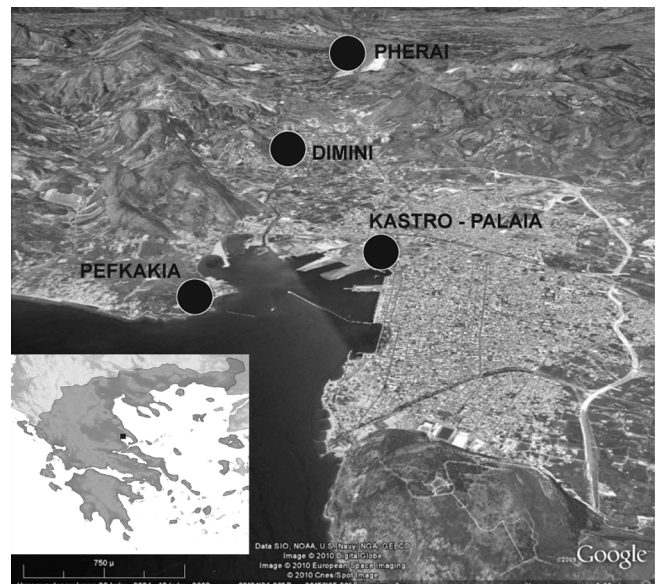 PHERAI
DIMINI
KASTRO - PALAIA
PEFKAKIA
Data SIO, NOAA, U.S. Navy, NGA, GEBCO
Image © 2010 DigitalGlobe
Image © 2010 European Space Imaging
© 2010 Cnes/Spot Image
©2009 Google
750 μ